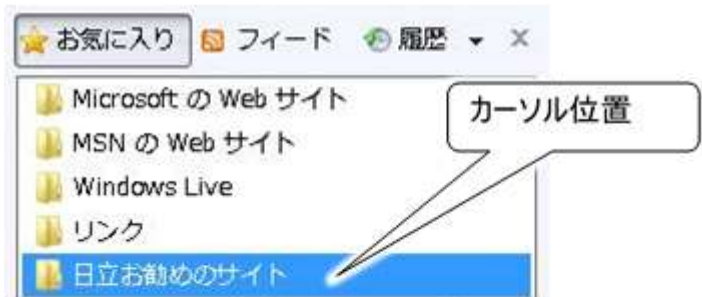 お気に入り フィード 履歴
Microsoft の Web サイト
カーソル位置
MSN の Web サイト
Windows Live
リンク
日立お勧めのサイト